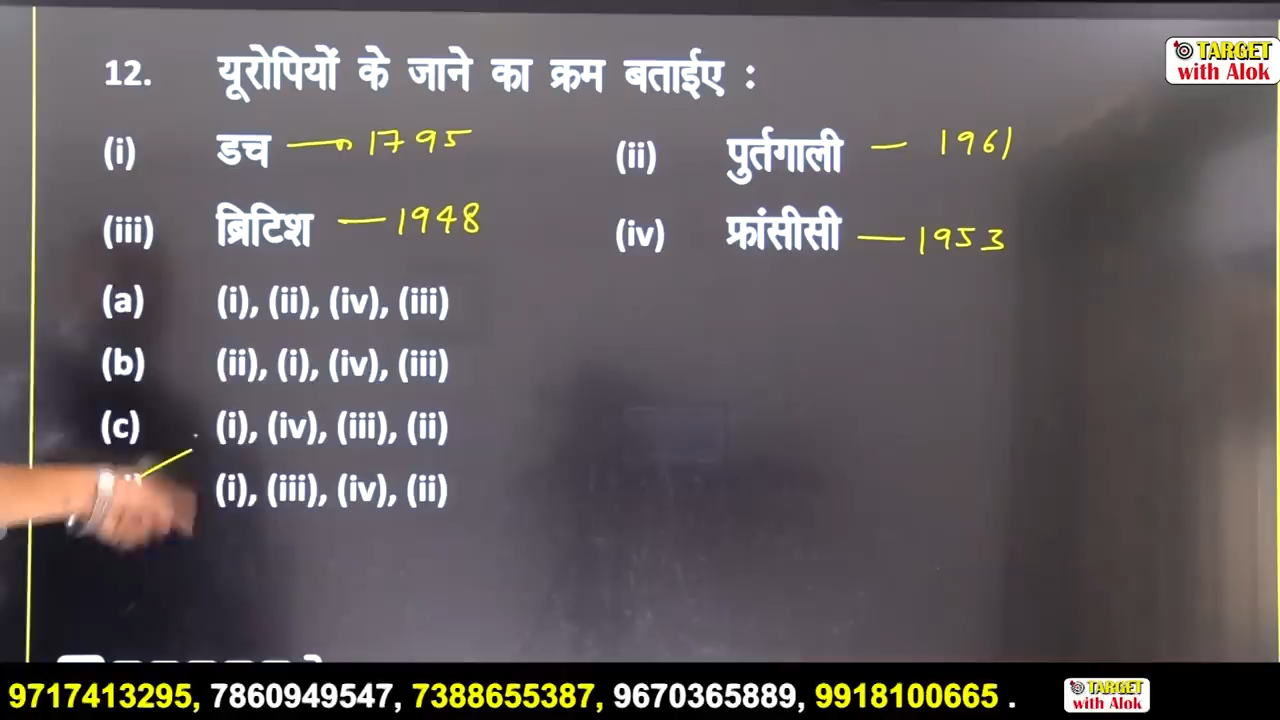 TARGET
with Alok
12. यूरोपियों के जाने का क्रम बताईए :
(i) डच — 1795 (ii) पुर्तगाली — 1961
(iii) ब्रिटिश — 1948 (iv) फ्रांसीसी — 1953
(a) (i), (ii), (iv), (iii)
(b) (ii), (i), (iv), (iii)
(c) (i), (iv), (iii), (ii)
(i), (iii), (iv), (ii)
9717413295, 7860949547, 7388655387, 9670365889, 9918100665 .
TARGET
with Alok